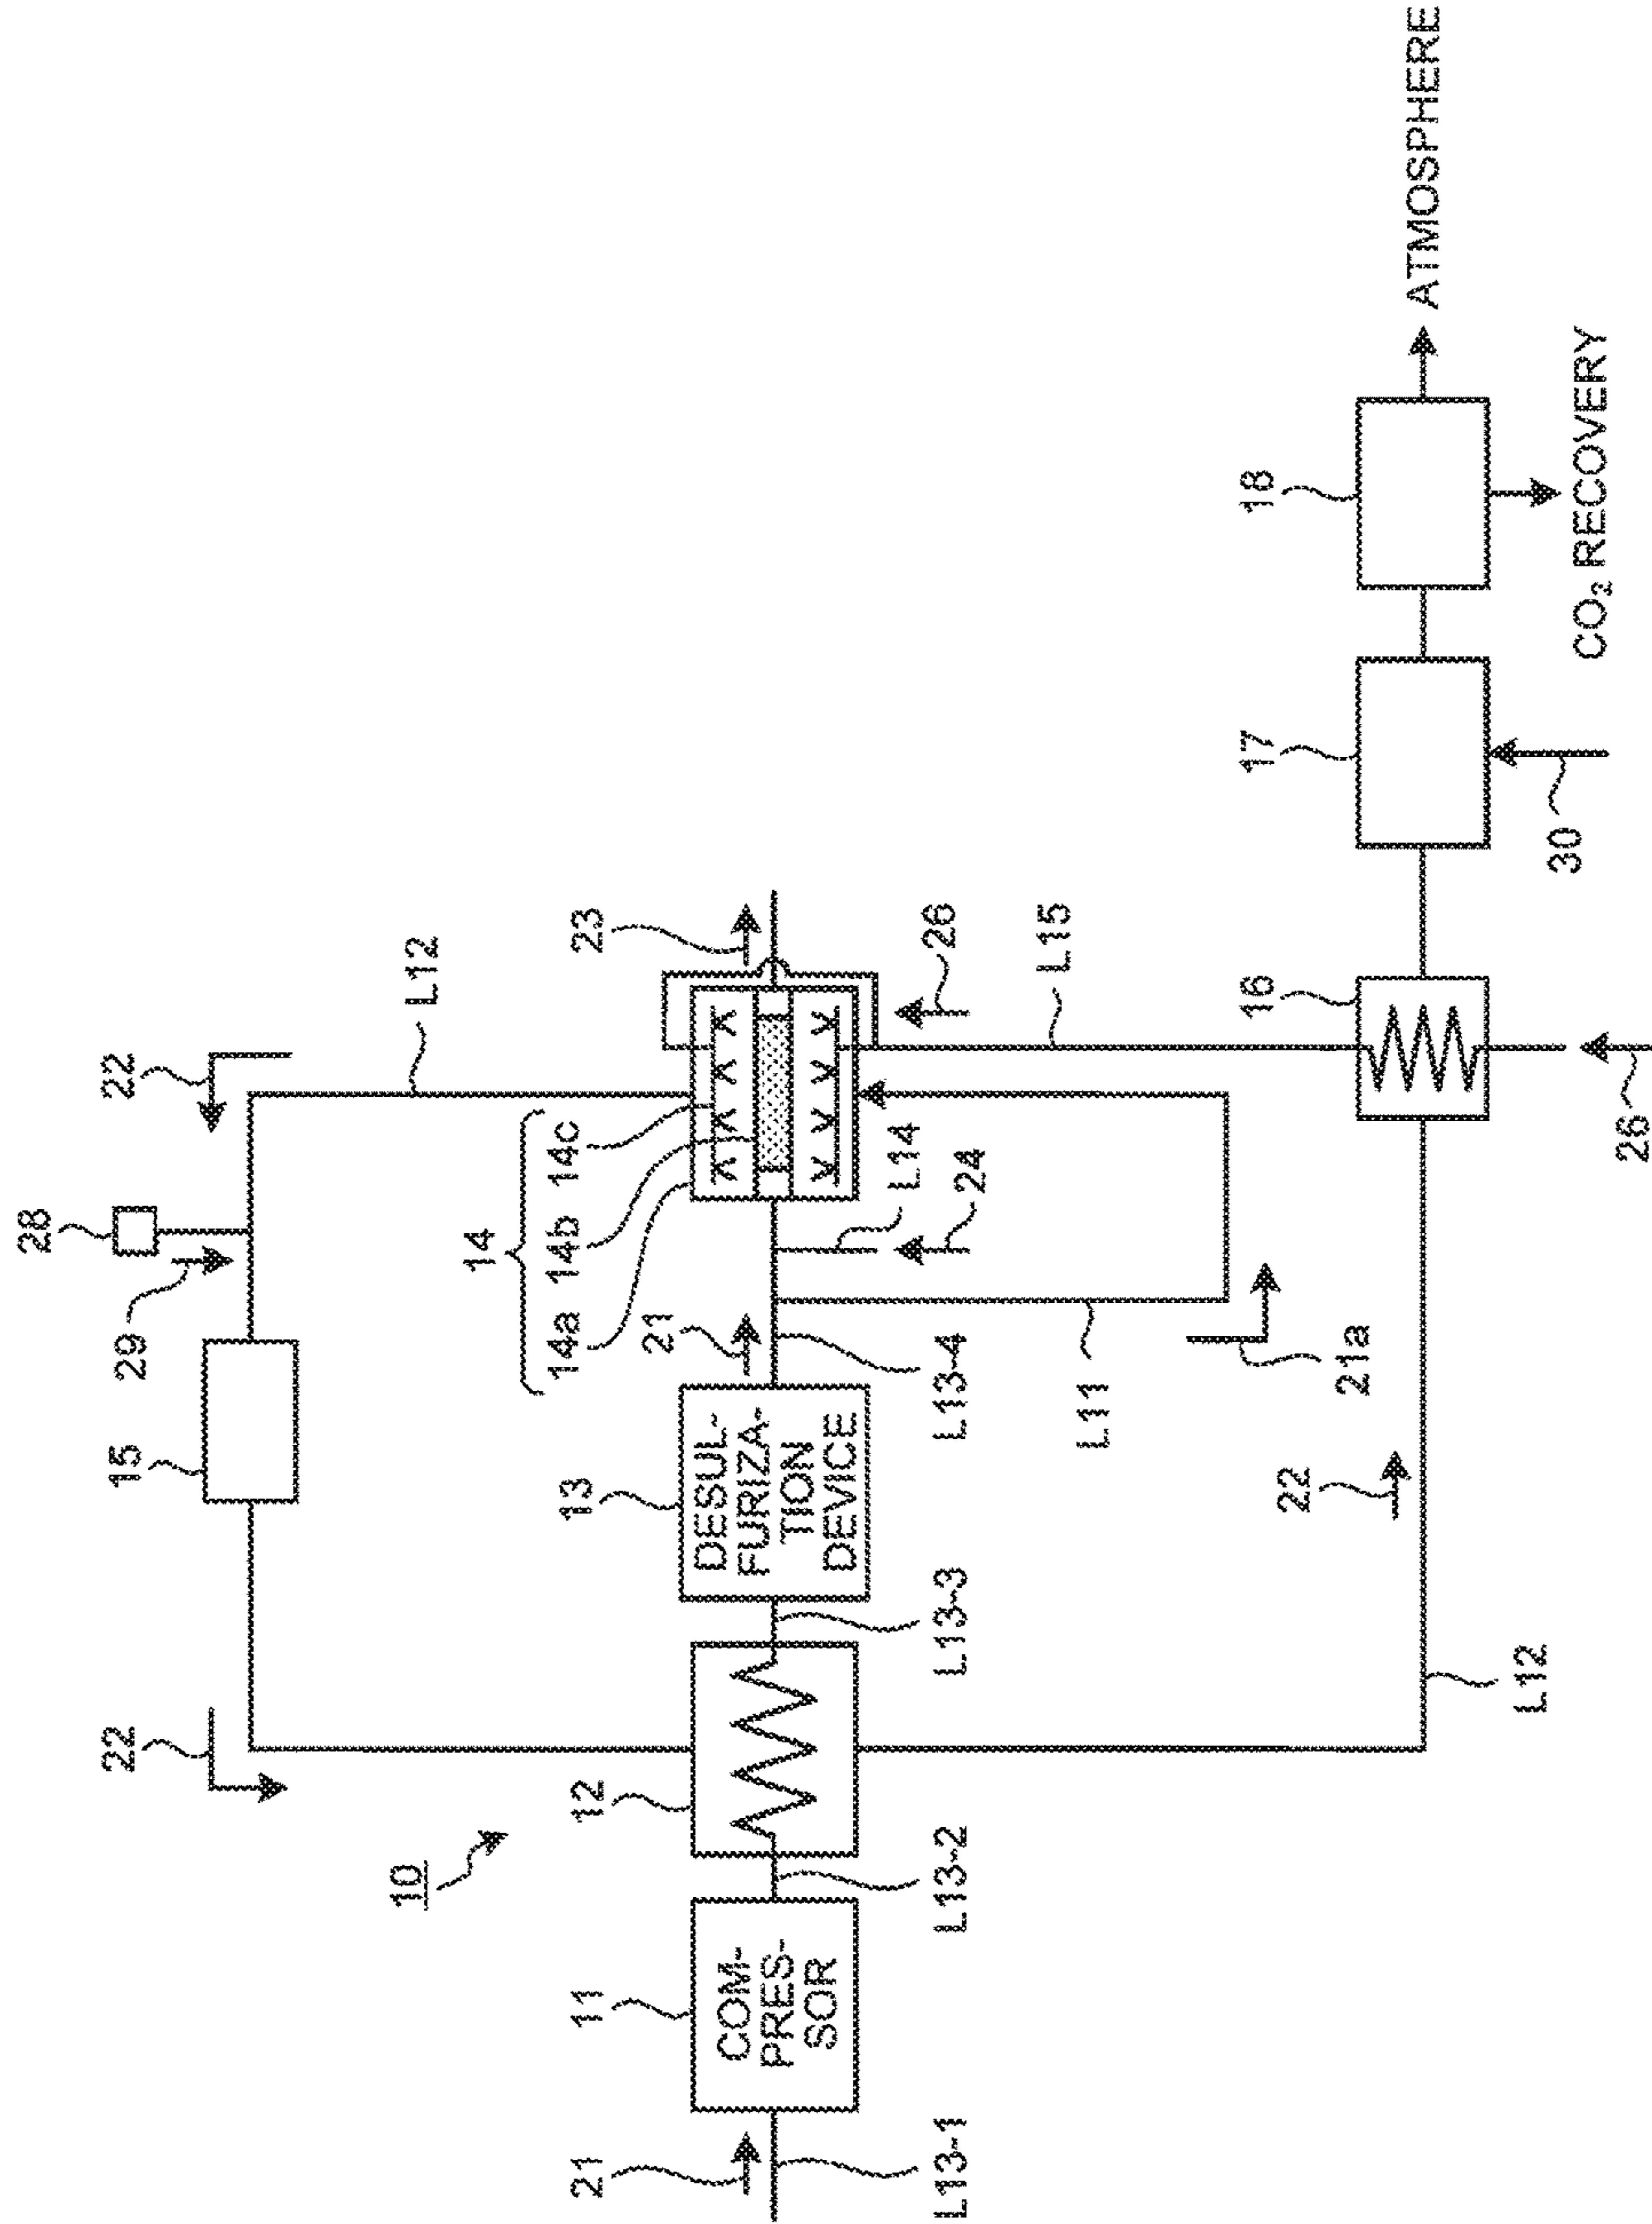 ATMOSPHERE
CO₂ RECOVERY
18
17
30
16
26
26
L15
23
L12
22
28
29
15
14
14a 14b 14c
L14
24
21
L13-4
L11
21a
22
13
DESUL-
FURIZA-
TION
DEVICE
L13-3
L12
22
12
L13-2
10
11
COM-
PRES-
SOR
21
L13-1